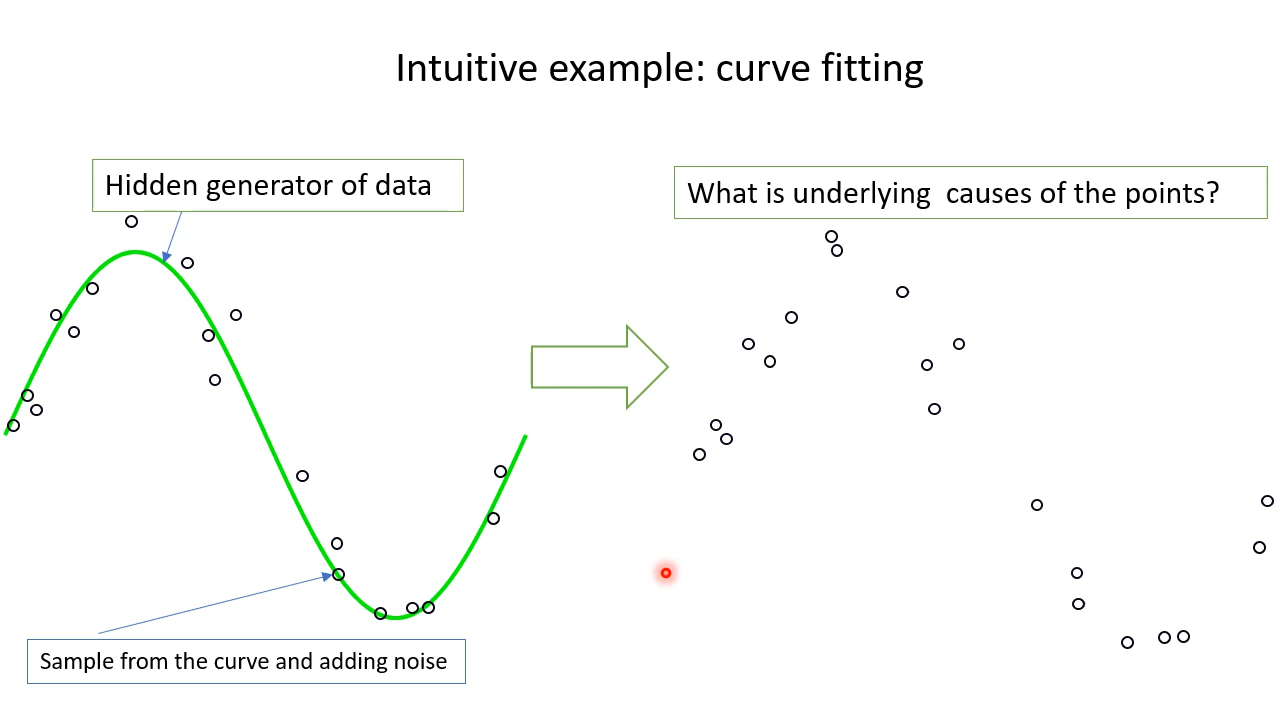 Intuitive example: curve fitting
Hidden generator of data
What is underlying  causes of the points?
Sample from the curve and adding noise